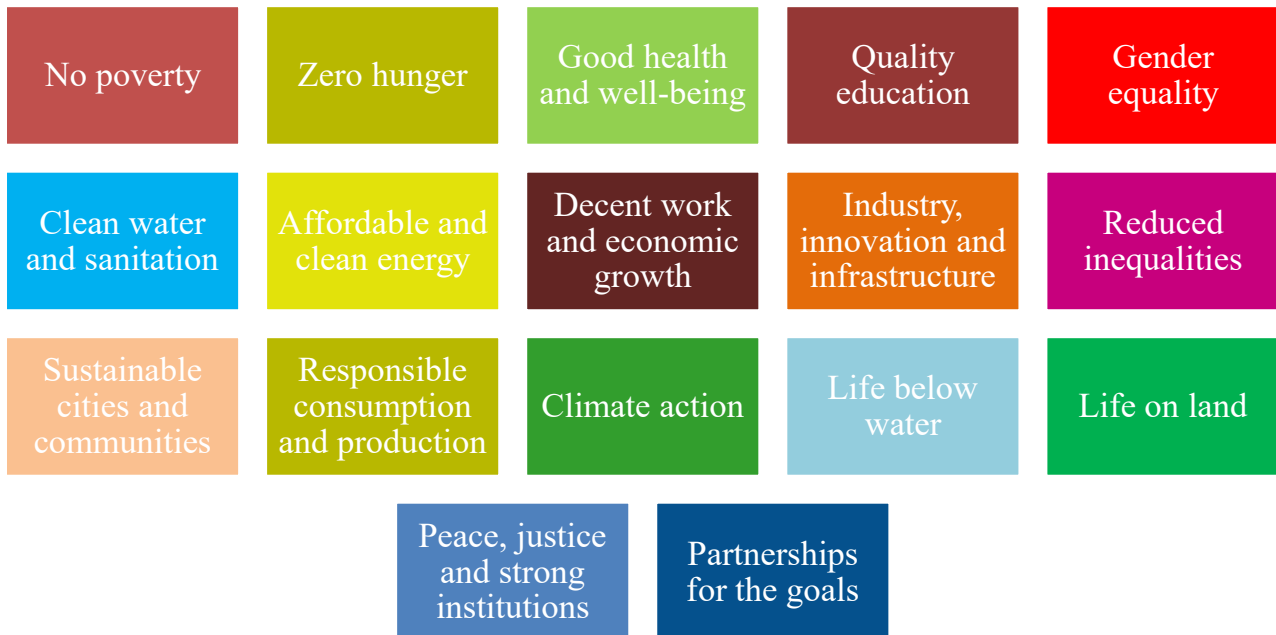 No poverty
Zero hunger
Good health
and well-being
Quality
education
Gender
equality
Clean water
and sanitation
Affordable and
clean energy
Decent work
and economic
growth
Industry,
innovation and
infrastructure
Reduced
inequalities
Sustainable
cities and
communities
Responsible
consumption
and production
Climate action
Life below
water
Life on land
Peace, justice
and strong
institutions
Partnerships
for the goals